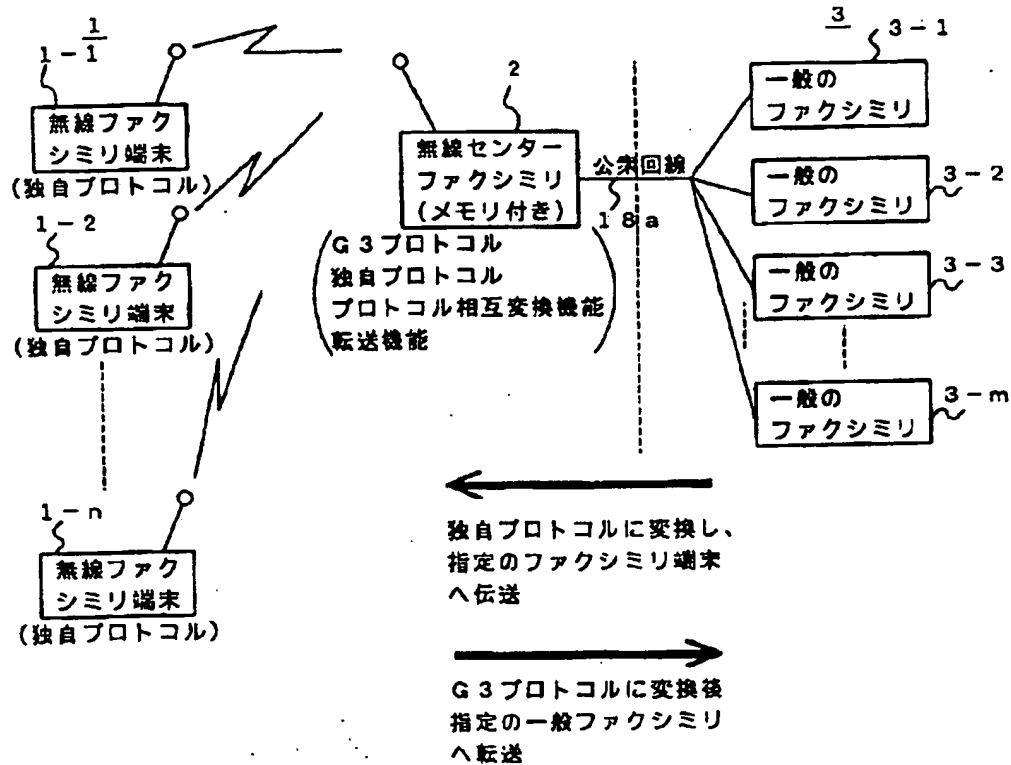 1
1-1
無線ファク
シミリ端末
(独自プロトコル)
1-2
無線ファク
シミリ端末
(独自プロトコル)
1-n
無線ファク
シミリ端末
(独自プロトコル)
2
無線センター
ファクシミリ
(メモリ付き)
G3プロトコル
独自プロトコル
プロトコル相互変換機能
転送機能
公衆回線
18a
3
3-1
一般の
ファクシミリ
3-2
一般の
ファクシミリ
3-3
一般の
ファクシミリ
3-m
一般の
ファクシミリ
独自プロトコルに変換し、
指定のファクシミリ端末
へ伝送
G3プロトコルに変換後
指定の一般ファクシミリ
へ転送